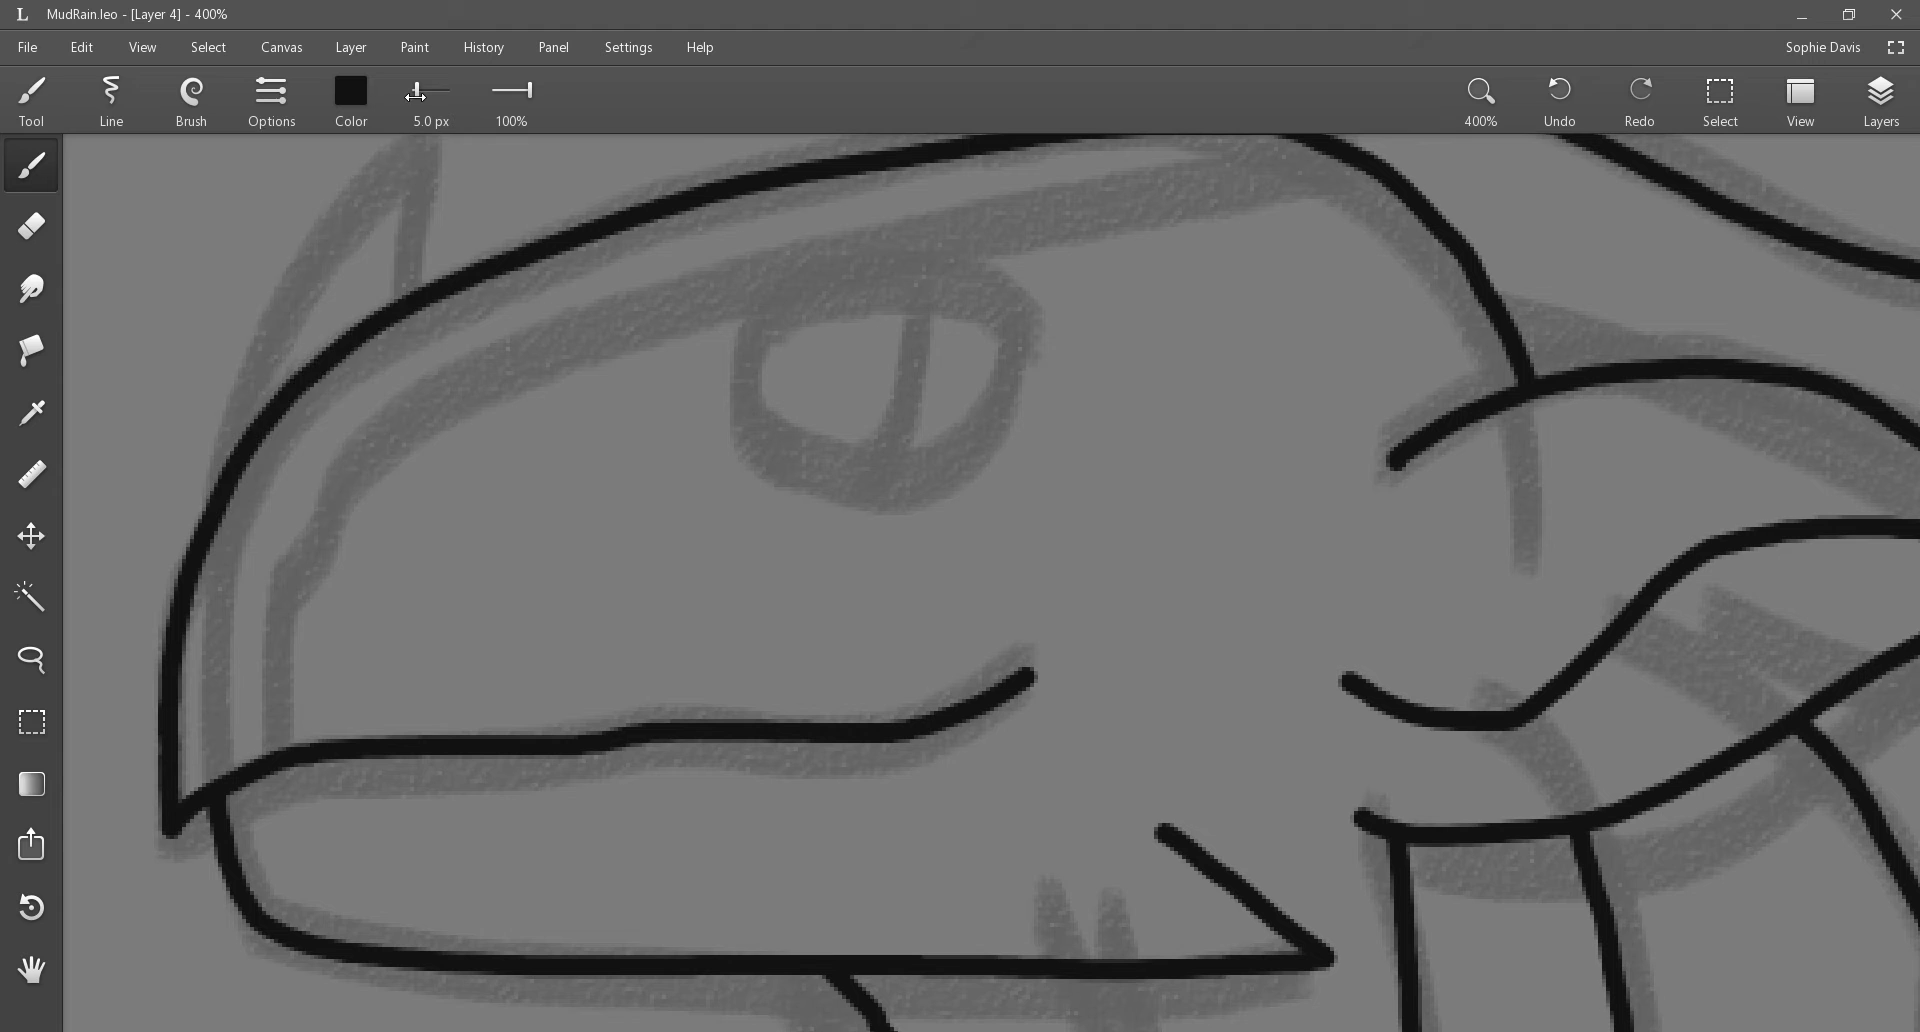 L MudRain.leo - [Layer 4] - 400%
File Edit View Select Canvas Layer Paint History Panel Settings Help Sophie Davis
Tool Line Brush Options Color 5.0 px 100% 400% Undo Redo Select View Layers